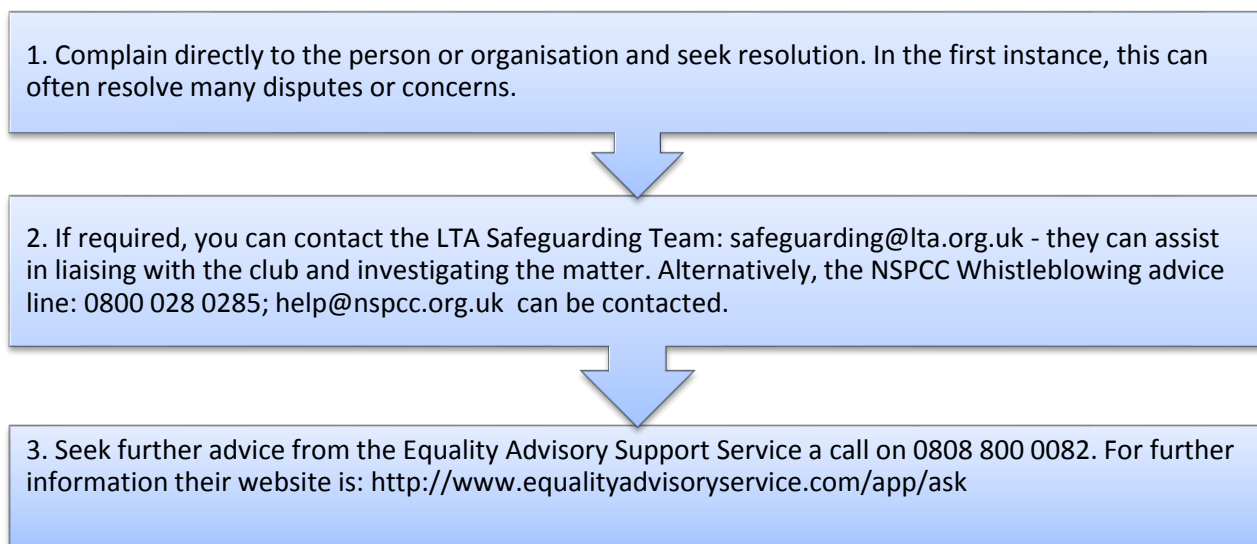 1. Complain directly to the person or organisation and seek resolution. In the first instance, this can
often resolve many disputes or concerns.
2. If required, you can contact the LTA Safeguarding Team: safeguarding@lta.org.uk - they can assist
in liaising with the club and investigating the matter. Alternatively, the NSPCC Whistleblowing advice
line: 0800 028 0285; help@nspcc.org.uk can be contacted.
3. Seek further advice from the Equality Advisory Support Service a call on 0808 800 0082. For further
information their website is: http://www.equalityadvisoryservice.com/app/ask